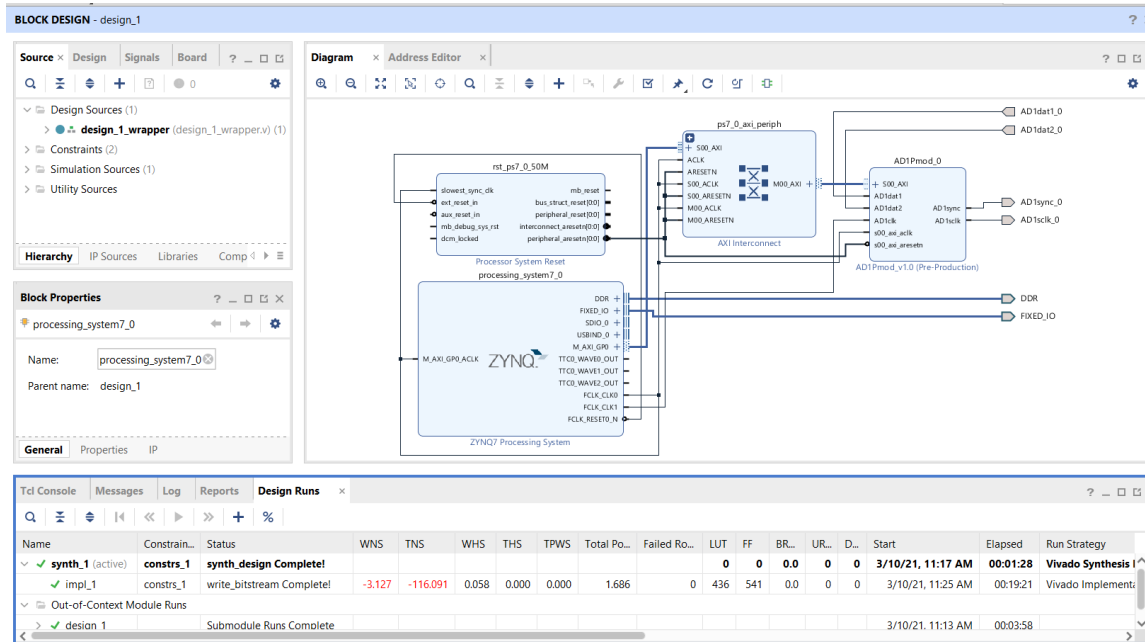 BLOCK DESIGN - design_1
?
Source × Design Signals Board ? _
0
Design Sources (1)
design_1_wrapper (design_1_wrapper.v) (1)
Constraints (2)
Simulation Sources (1)
Utility Sources
Hierarchy IP Sources Libraries Comp
Block Properties ? _ ×
processing_system7_0
Name: processing_system7_0
Parent name: design_1
General Properties IP
Diagram × Address Editor × ?
rst_ps7_0_50M
slowest_sync_clk mb_reset
ext_reset_in bus_struct_reset[0:0]
aux_reset_in peripheral_reset[0:0]
mb_debug_sys_rst interconnect_aresetn[0:0]
dcm_locked peripheral_aresetn[0:0]
Processor System Reset
processing_system7_0
DDR
FIXED_IO
SDIO_0
USBIND_0
M_AXI_GP0
M_AXI_GP0_ACLK ZYNQ TTC0_WAVE0_OUT
TTC0_WAVE1_OUT
TTC0_WAVE2_OUT
FCLK_CLK0
FCLK_CLK1
FCLK_RESET0_N
ZYNQ7 Processing System
ps7_0_axi_periph
S00_AXI
ACLK
ARESETN
S00_ACLK M00_AXI
S00_ARESETN
M00_ACLK
M00_ARESETN
AXI Interconnect
AD1Pmod_0
S00_AXI
AD1dat1
AD1dat2 AD1sync
AD1clk AD1sclk
s00_axi_aclk
s00_axi_aresetn
AD1Pmod_v1.0 (Pre-Production)
AD1dat1_0
AD1dat2_0
AD1sync_0
AD1sclk_0
DDR
FIXED_IO
Tcl Console Messages Log Reports Design Runs × ? _
Name Constrain... Status WNS TNS WHS THS TPWS Total Po... Failed Ro... LUT FF BR... UR... D... Start Elapsed Run Strategy
synth_1 (active) constrs_1 synth_design Complete! 0 0 0.0 0 0 3/10/21, 11:17 AM 00:01:28 Vivado Synthesis
impl_1 constrs_1 write_bitstream Complete! -3.127 -116.091 0.058 0.000 0.000 1.686 0 436 541 0.0 0 0 3/10/21, 11:25 AM 00:19:21 Vivado Implementa
Out-of-Context Module Runs
design_1 Submodule Runs Complete 3/10/21, 11:13 AM 00:03:58